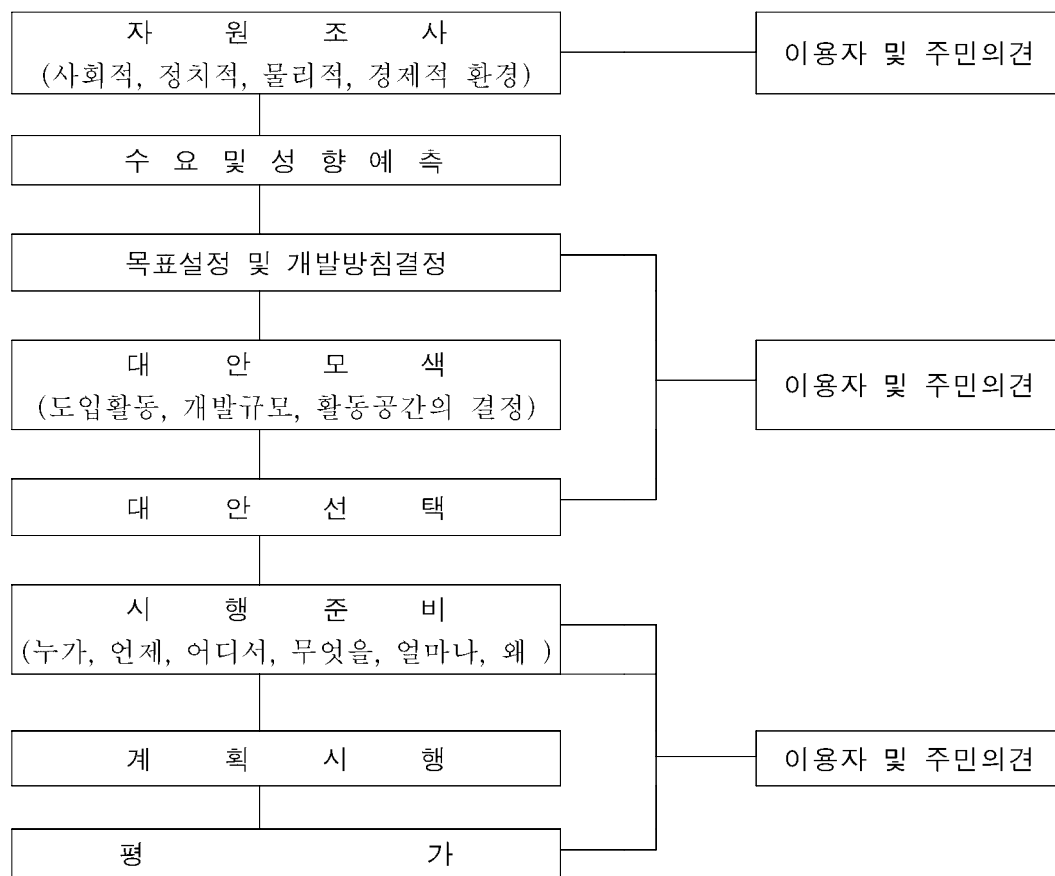 자 원 조 사
(사회적, 정치적, 물리적, 경제적 환경)
이용자 및 주민의견
수 요 및 성 향 예 측
목표설정 및 개발방침결정
대 안 모 색
(도입활동, 개발규모, 활동공간의 결정)
이용자 및 주민의견
대 안 선 택
시 행 준 비
(누가, 언제, 어디서, 무엇을, 얼마나, 왜 )
계 획 시 행
이용자 및 주민의견
평 가